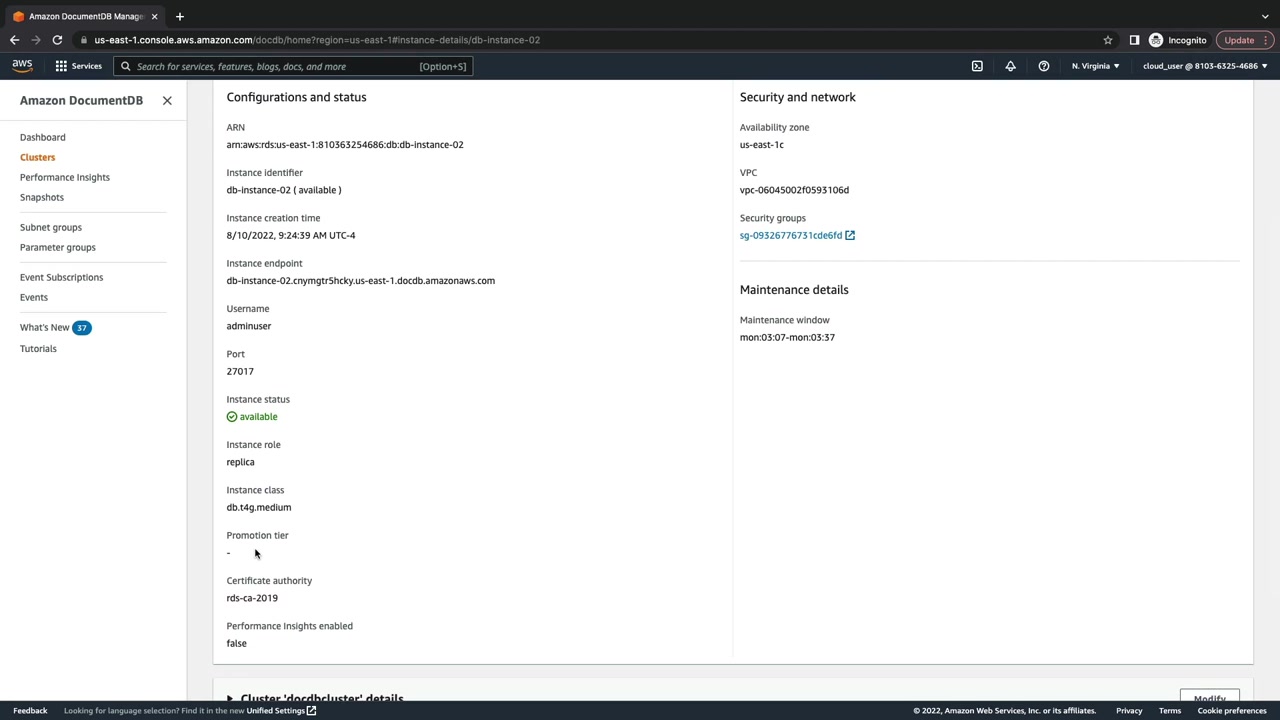 Amazon DocumentDB Manage
us-east-1.console.aws.amazon.com/docdb/home?region=us-east-1#instance-details/db-instance-02
Incognito
Update
aws
Services
Search for services, features, blogs, docs, and more
[Option+S]
N. Virginia
cloud_user @ 8103-6325-4686
Amazon DocumentDB
Dashboard
Clusters
Performance Insights
Snapshots
Subnet groups
Parameter groups
Event Subscriptions
Events
What's New 37
Tutorials
Configurations and status
ARN
arn:aws:rds:us-east-1:810363254686:db:db-instance-02
Instance identifier
db-instance-02 ( available )
Instance creation time
8/10/2022, 9:24:39 AM UTC-4
Instance endpoint
db-instance-02.cnymgtr5hcky.us-east-1.docdb.amazonaws.com
Username
adminuser
Port
27017
Instance status
available
Instance role
replica
Instance class
db.t4g.medium
Promotion tier
-
Certificate authority
rds-ca-2019
Performance Insights enabled
false
Security and network
Availability zone
us-east-1c
VPC
vpc-06045002f0593106d
Security groups
sg-09326776731cde6fd
Maintenance details
Maintenance window
mon:03:07-mon:03:37
Cluster 'docdbcluster' details
Modify
Feedback
Looking for language selection? Find it in the new Unified Settings
© 2022, Amazon Web Services, Inc. or its affiliates.
Privacy
Terms
Cookie preferences